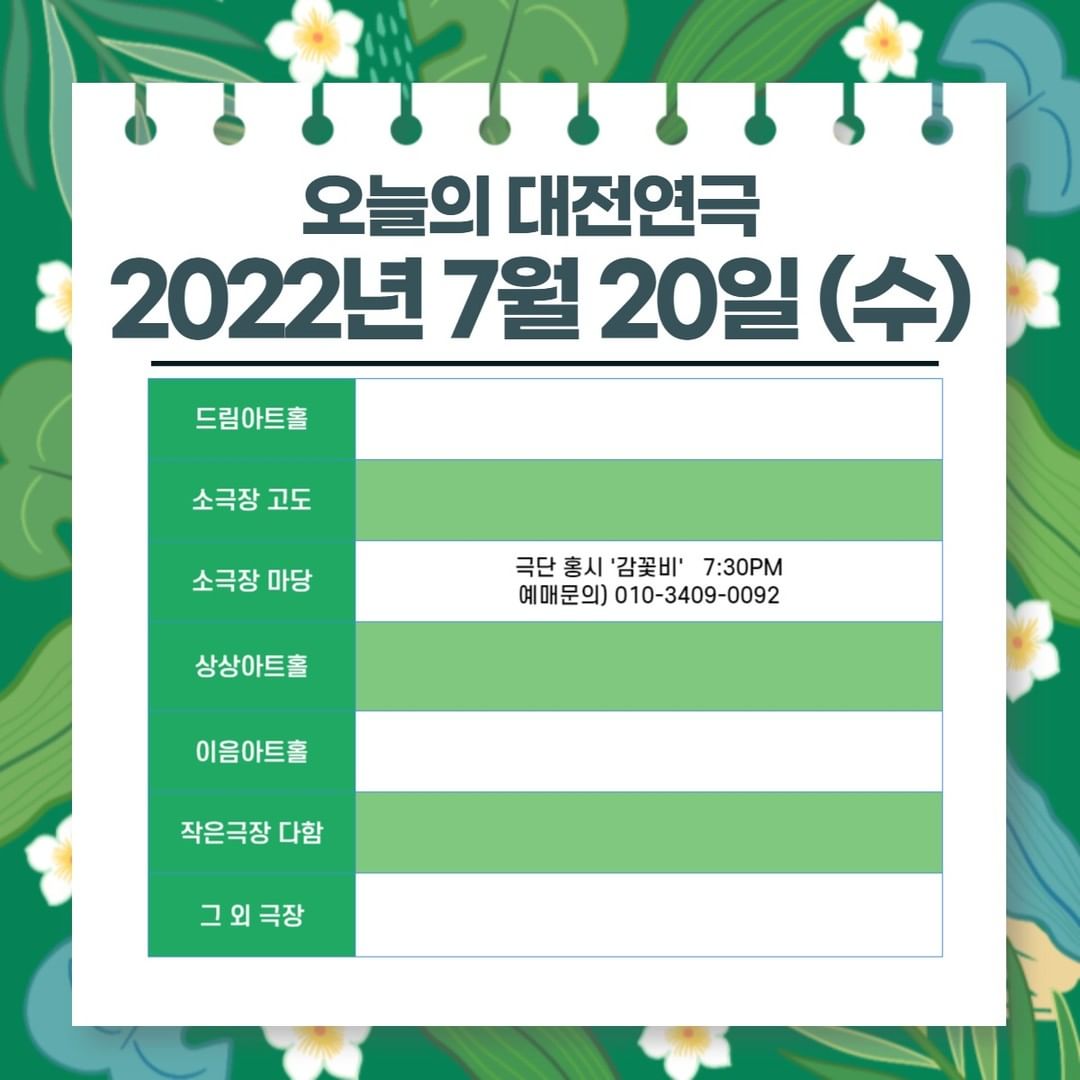 오늘의 대전연극
2022년 7월 20일 (수)
드림아트홀
소극장 고도
소극장 마당
극단 홍시 '감꽃비' 7:30PM
예매문의) 010-3409-0092
상상아트홀
이음아트홀
작은극장 다함
그 외 극장